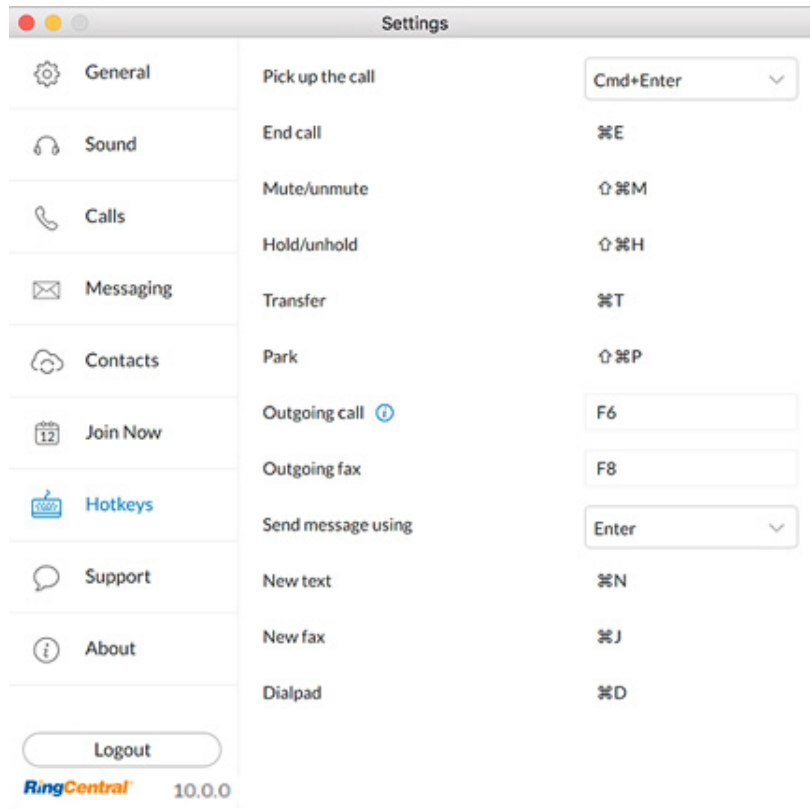 Settings
General
Sound
Calls
Messaging
Contacts
12
Join Now
Hotkeys
Support
About
Logout
RingCentral 10.0.0
Pick up the call Cmd+Enter
End call ⌘E
Mute/unmute ⇧⌘M
Hold/unhold ⇧⌘H
Transfer ⌘T
Park ⇧⌘P
Outgoing call F6
Outgoing fax F8
Send message using Enter
New text ⌘N
New fax ⌘J
Dialpad ⌘D